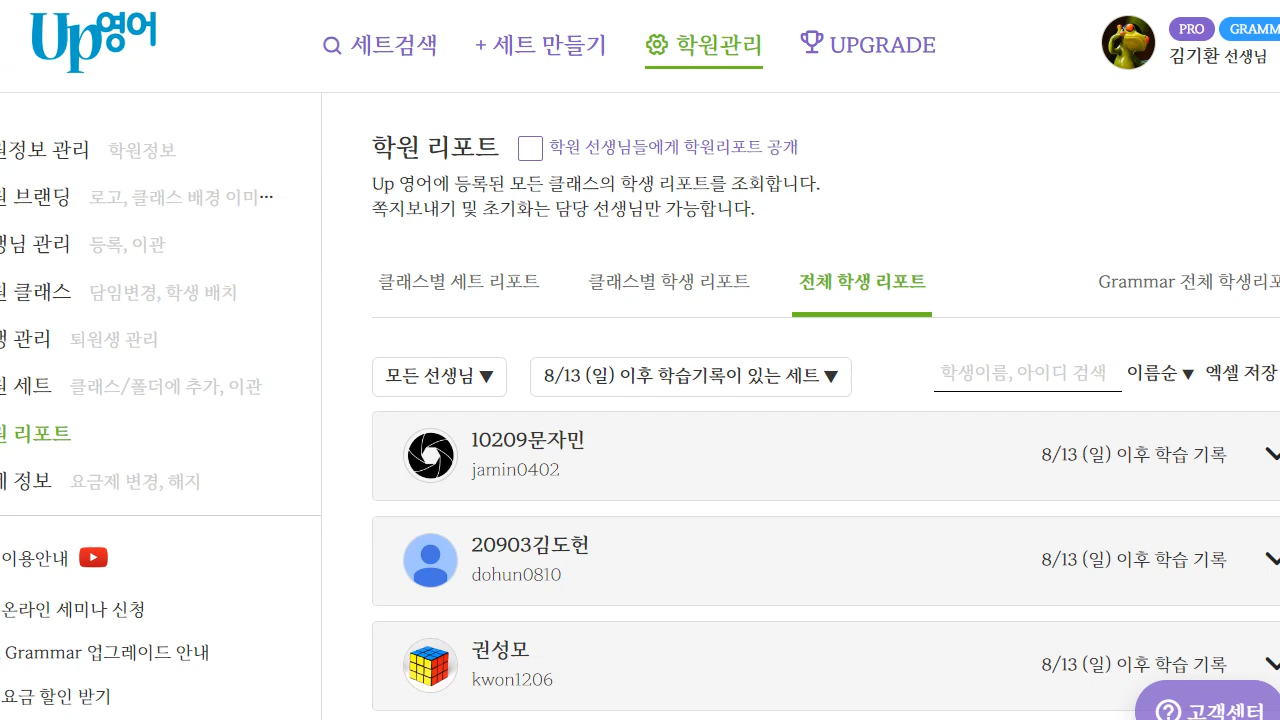 Up영어
세트검색
+ 세트 만들기
학원관리
UPGRADE
PRO
GRAMM
김기환 선생님
원정보 관리 학원정보
원 브랜딩 로고, 클래스 배경 이미…
생님 관리 등록, 이관
원 클래스 담임변경, 학생 배치
생 관리 퇴원생 관리
원 세트 클래스/폴더에 추가, 이관
원 리포트
제 정보 요금제 변경, 해지
이용안내
온라인 세미나 신청
Grammar 업그레이드 안내
요금 할인 받기
학원 리포트
학원 선생님들에게 학원리포트 공개
Up 영어에 등록된 모든 클래스의 학생 리포트를 조회합니다.
쪽지보내기 및 초기화는 담당 선생님만 가능합니다.
클래스별 세트 리포트
클래스별 학생 리포트
전체 학생 리포트
Grammar 전체 학생리포
모든 선생님 ▼
8/13 (일) 이후 학습기록이 있는 세트 ▼
학생이름, 아이디 검색
이름순 ▼
엑셀 저장
10209문자민
jamin0402
8/13 (일) 이후 학습 기록
20903김도헌
dohun0810
8/13 (일) 이후 학습 기록
권성모
kwon1206
8/13 (일) 이후 학습 기록
고객센터